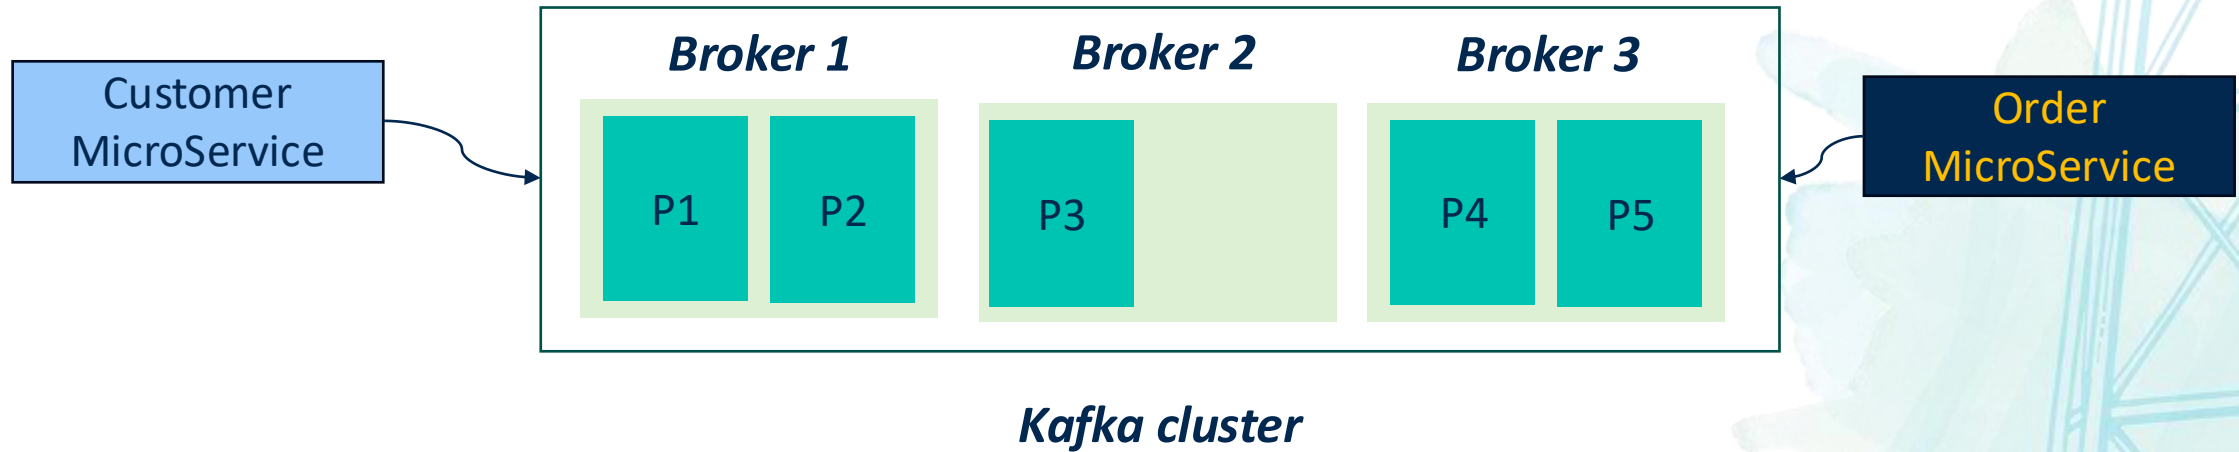 Customer
MicroService
Broker 1
Broker 2
Broker 3
P1
P2
P3
P4
P5
Order
MicroService
Kafka cluster